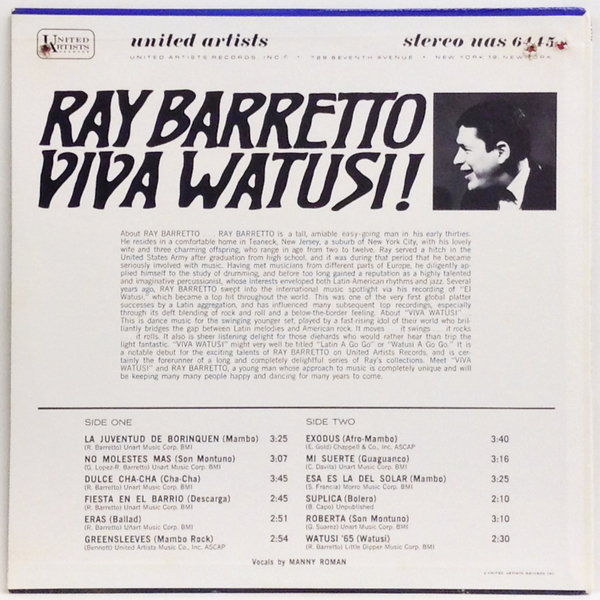 UNITED
ARTISTS
RECORDS
united artists
stereo uas 6445
UNITED ARTISTS RECORDS, INC. • 729 SEVENTH AVENUE • NEW YORK 19, NEW YORK
RAY BARRETTO
VIVA WATUSI!
About RAY BARRETTO . . . RAY BARRETTO is a tall, amiable easy-going man in his early thirties.
He resides in a comfortable home in Teaneck, New Jersey, a suburb of New York City, with his lovely
wife and three charming offspring, who range in age from two to twelve. Ray served a hitch in the
United States Army after graduation from high school, and it was during that period that he became
seriously involved with music. Having met musicians from different parts of Europe, he diligently ap-
plied himself to the study of drumming, and before too long gained a reputation as a highly talented
and imaginative percussionist, whose interests enveloped both Latin-American rhythms and jazz. Several
years ago, RAY BARRETTO swept into the international music spotlight via his recording of "El
Watusi," which became a top hit throughout the world. This was one of the very first global platter
successes by a Latin aggregation, and has influenced many subsequent top recordings, especially
through its deft blending of rock and roll and a below-the-border feeling. About "VIVA WATUSI" . . .
This is dance music for the swinging younger set, played by a fast-rising idol of their world who bril-
liantly bridges the gap between Latin melodies and American rock. It moves . . . it swings . . . it rocks
. . . it rolls. It also is sheer listening delight for those diehards who would rather hear than trip the
light fantastic. "VIVA WATUSI" might very well be titled "Latin A Go Go" or "Watusi A Go Go." It is
a notable debut for the exciting talents of RAY BARRETTO on United Artists Records, and is cer-
tainly the forerunner of a long and completely delightful series of Ray's collections. Meet "VIVA
WATUSI" and RAY BARRETTO, a young man whose approach to music is completely unique and will
be keeping many many people happy and dancing for many years to come.
SIDE ONE
LA JUVENTUD DE BORINQUEN (Mambo) 3:25
(R. Barretto) Unart Music Corp. BMI
NO MOLESTES MAS (Son Montuno) 3:07
(G. Lopez-R. Barretto) Unart Music Corp. BMI
DULCE CHA-CHA (Cha-Cha) 3:45
(R. Barretto) Unart Music Corp. BMI
FIESTA EN EL BARRIO (Descarga) 2:45
(R. Barretto) Unart Music Corp. BMI
ERAS (Ballad) 2:51
(R. Barretto) Unart Music Corp. BMI
GREENSLEEVES (Mambo Rock) 2:54
(Bennett) United Artists Music Co., Inc. ASCAP
SIDE TWO
EXODUS (Afro-Mambo) 3:40
(E. Gold) Chappell & Co., Inc. ASCAP
MI SUERTE (Guaguanco) 3:16
(C. Davila) Unart Music Corp. BMI
ESA ES LA DEL SOLAR (Mambo) 3:25
(S. Francia) Morro Music Corp. BMI
SUPLICA (Bolero) 2:10
(B. Capo) Unpublished
ROBERTA (Son Montuno) 3:10
(G. Suarez) Unart Music Corp. BMI
WATUSI '65 (Watusi) 2:30
(R. Barretto) Little Dipper Music Corp. BMI
Vocals by MANNY ROMAN
© UNITED ARTISTS RECORDS INC.